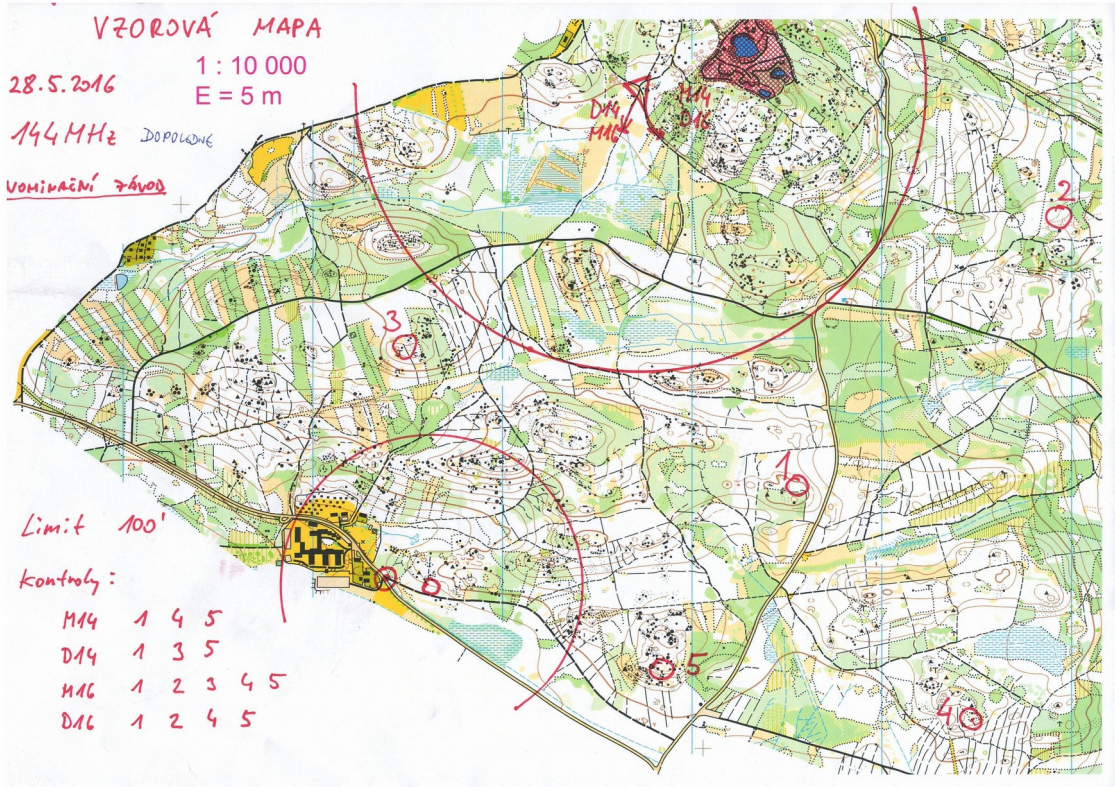 VZOROVÁ MAPA
28.5.2016
1 : 10 000
E = 5 m
144 MHz DOPOLEDNE
NOMINAČNÍ ZÁVOD
D14
M16
M14
D16
2
3
1
5
4
Limit 100'
Kontroly :
M14 1 4 5
D14 1 3 5
M16 1 2 3 4 5
D16 1 2 4 5